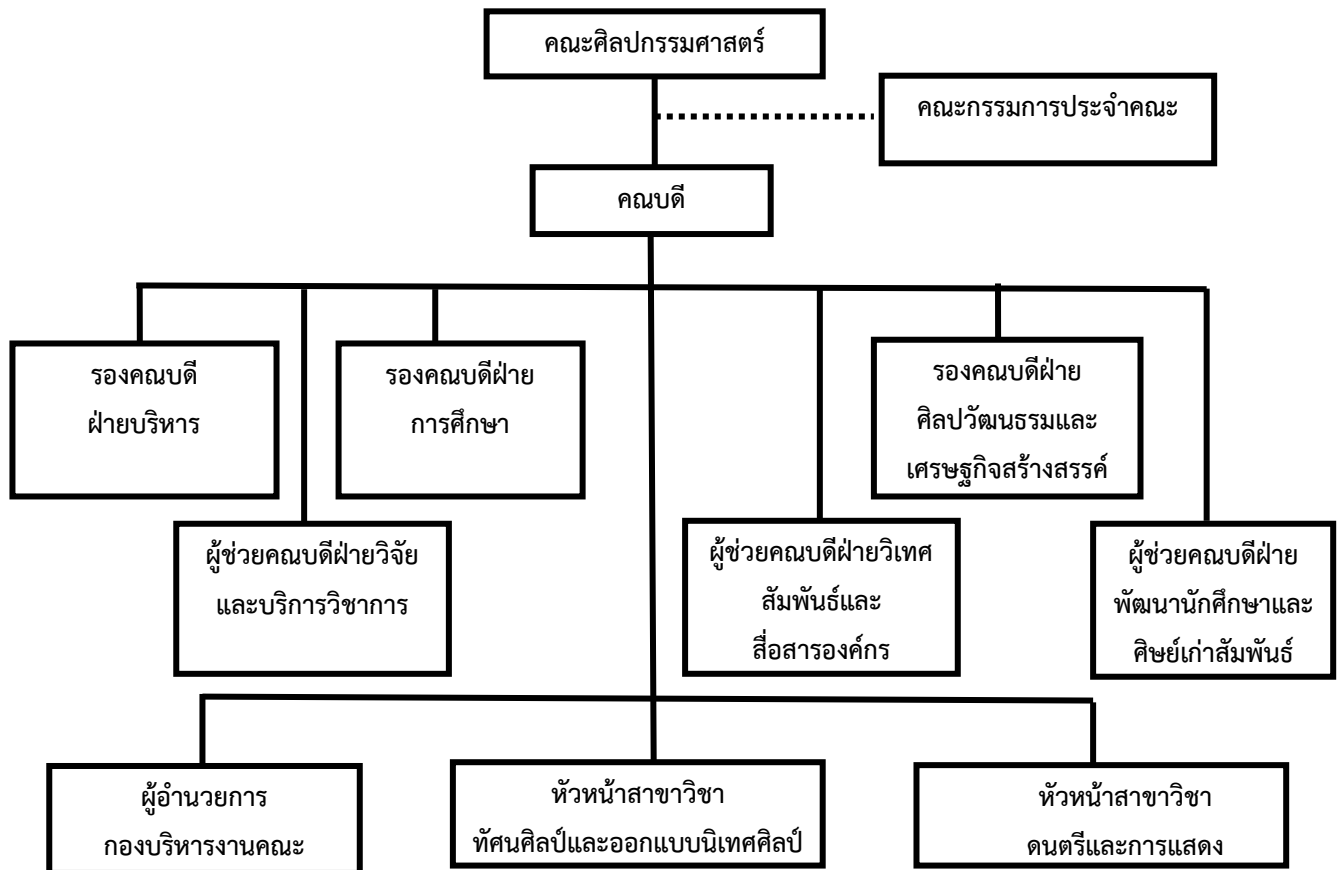 คณะศิลปกรรมศาสตร์
คณะกรรมการประจำคณะ
คณบดี
รองคณบดี
ฝ่ายบริหาร
รองคณบดีฝ่าย
การศึกษา
รองคณบดีฝ่าย
ศิลปวัฒนธรรมและ
เศรษฐกิจสร้างสรรค์
ผู้ช่วยคณบดีฝ่ายวิจัย
และบริการวิชาการ
ผู้ช่วยคณบดีฝ่ายวิเทศ
สัมพันธ์และ
สื่อสารองค์กร
ผู้ช่วยคณบดีฝ่าย
พัฒนานักศึกษาและ
ศิษย์เก่าสัมพันธ์
ผู้อำนวยการ
กองบริหารงานคณะ
หัวหน้าสาขาวิชา
ทัศนศิลป์และออกแบบนิเทศศิลป์
หัวหน้าสาขาวิชา
ดนตรีและการแสดง